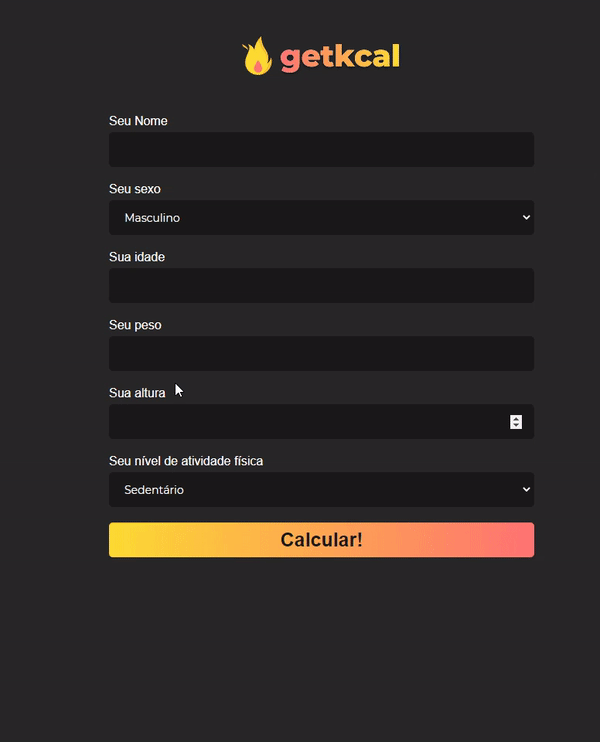 getkcal
Seu Nome
Seu sexo
Masculino
Sua idade
Seu peso
Sua altura
Seu nível de atividade física
Sedentário
Calcular!